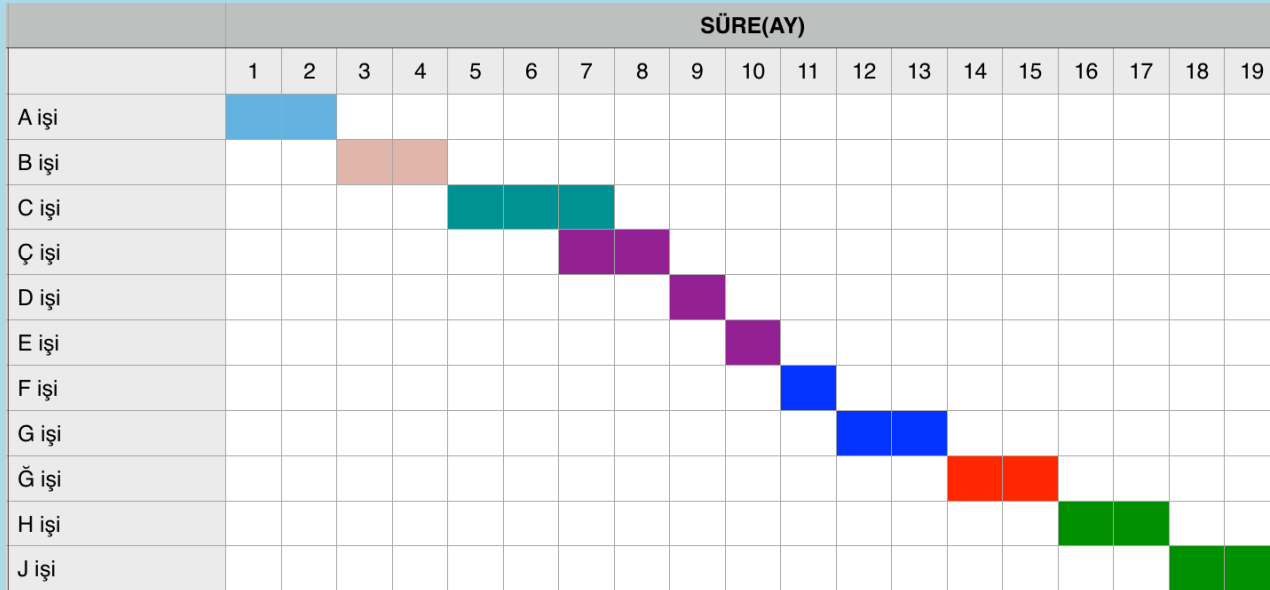 SÜRE(AY)
1 2 3 4 5 6 7 8 9 10 11 12 13 14 15 16 17 18 19
A işi
B işi
C işi
Ç işi
D işi
E işi
F işi
G işi
Ğ işi
H işi
J işi